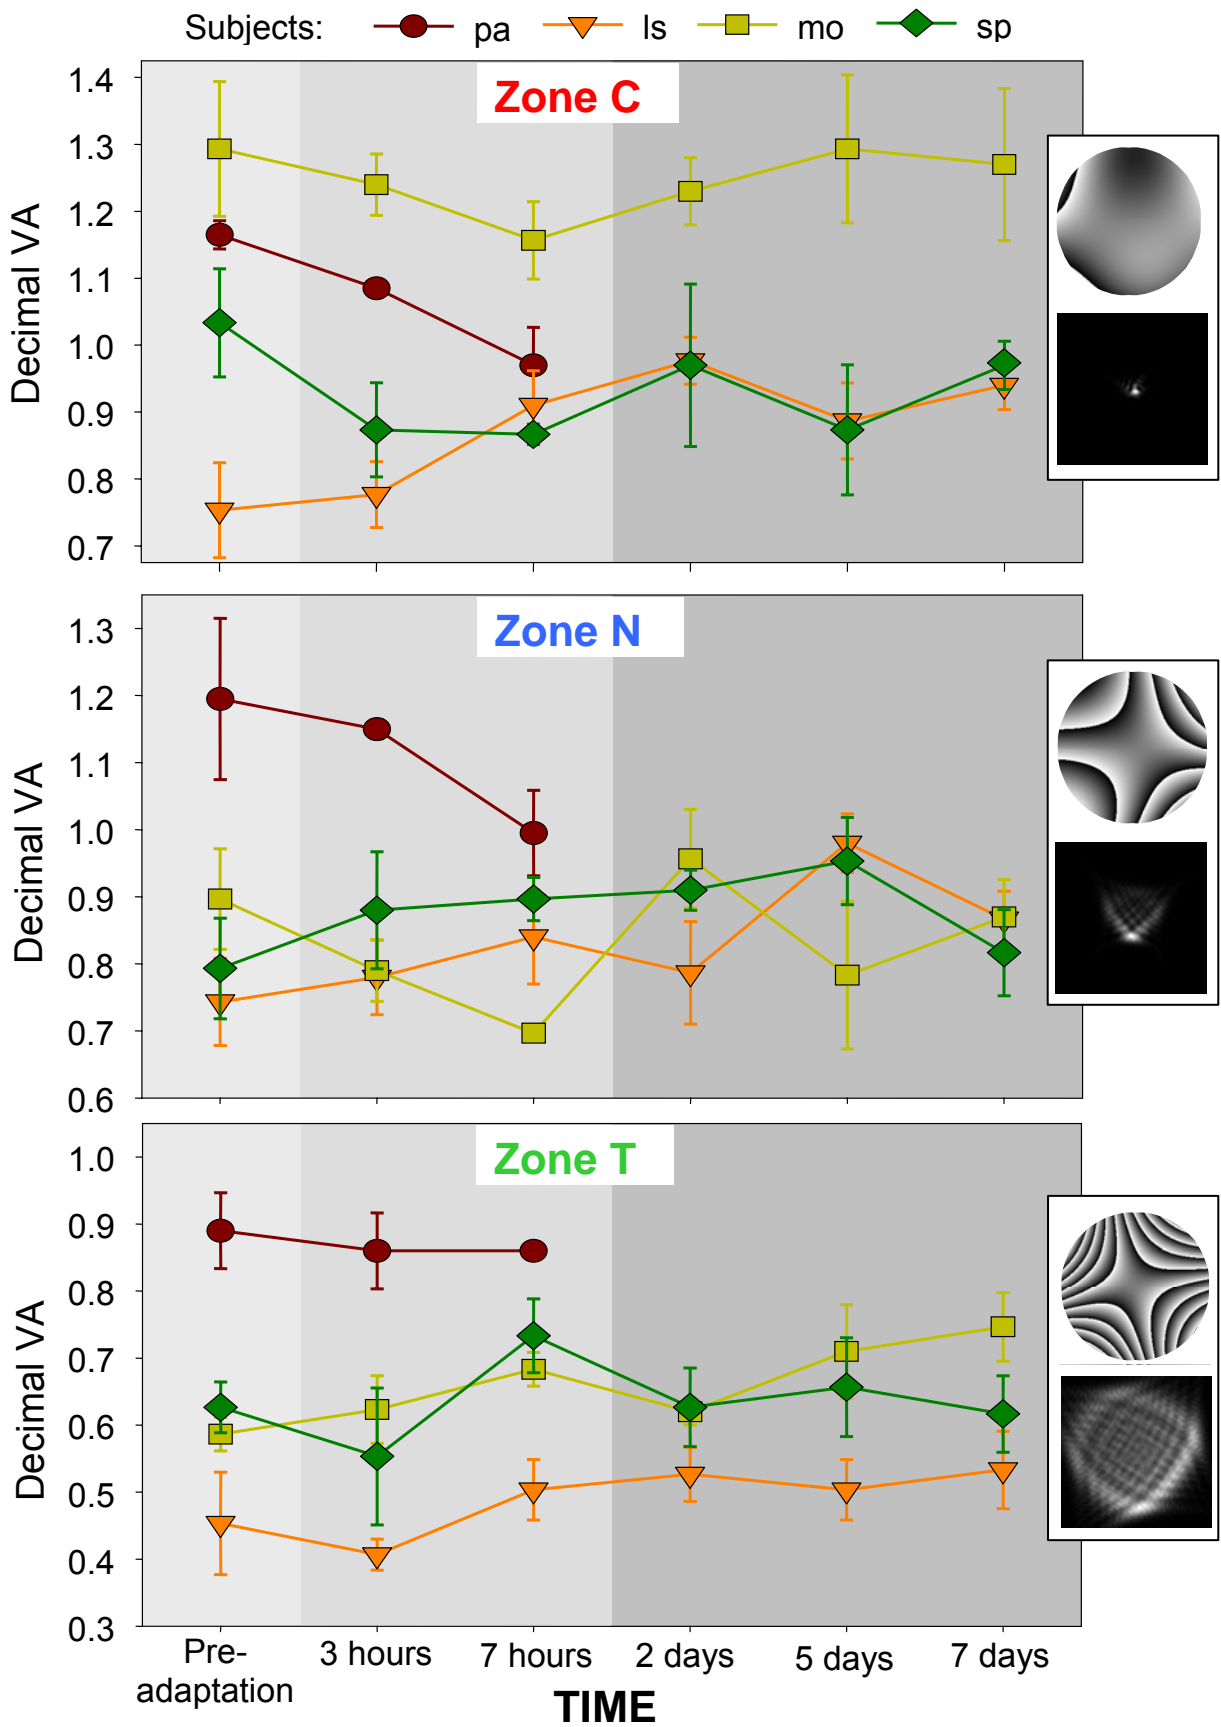 Subjects: pa ls mo sp
Zone C
Decimal VA
1.4
1.3
1.2
1.1
1.0
0.9
0.8
0.7
Zone N
Decimal VA
1.3
1.2
1.1
1.0
0.9
0.8
0.7
0.6
Zone T
Decimal VA
1.0
0.9
0.8
0.7
0.6
0.5
0.4
0.3
Pre-
adaptation
3 hours
7 hours
2 days
5 days
7 days
TIME